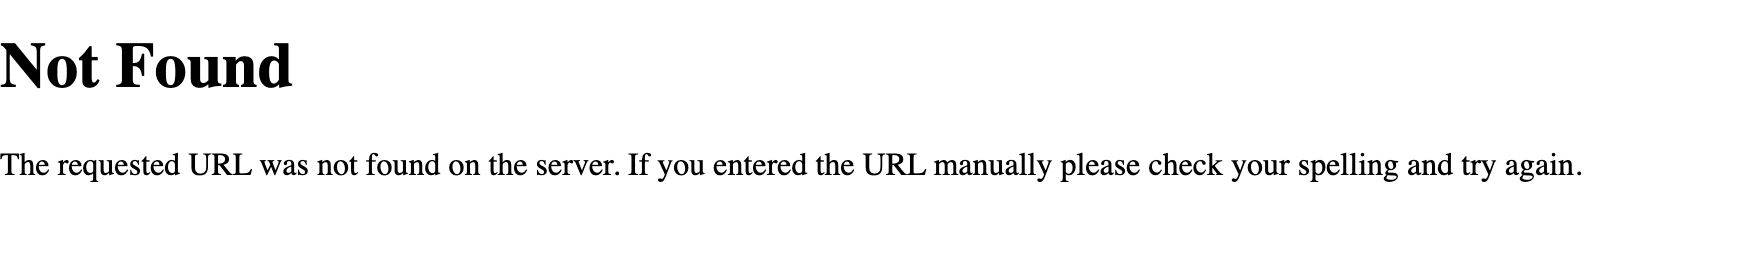 Not Found
The requested URL was not found on the server. If you entered the URL manually please check your spelling and try again.